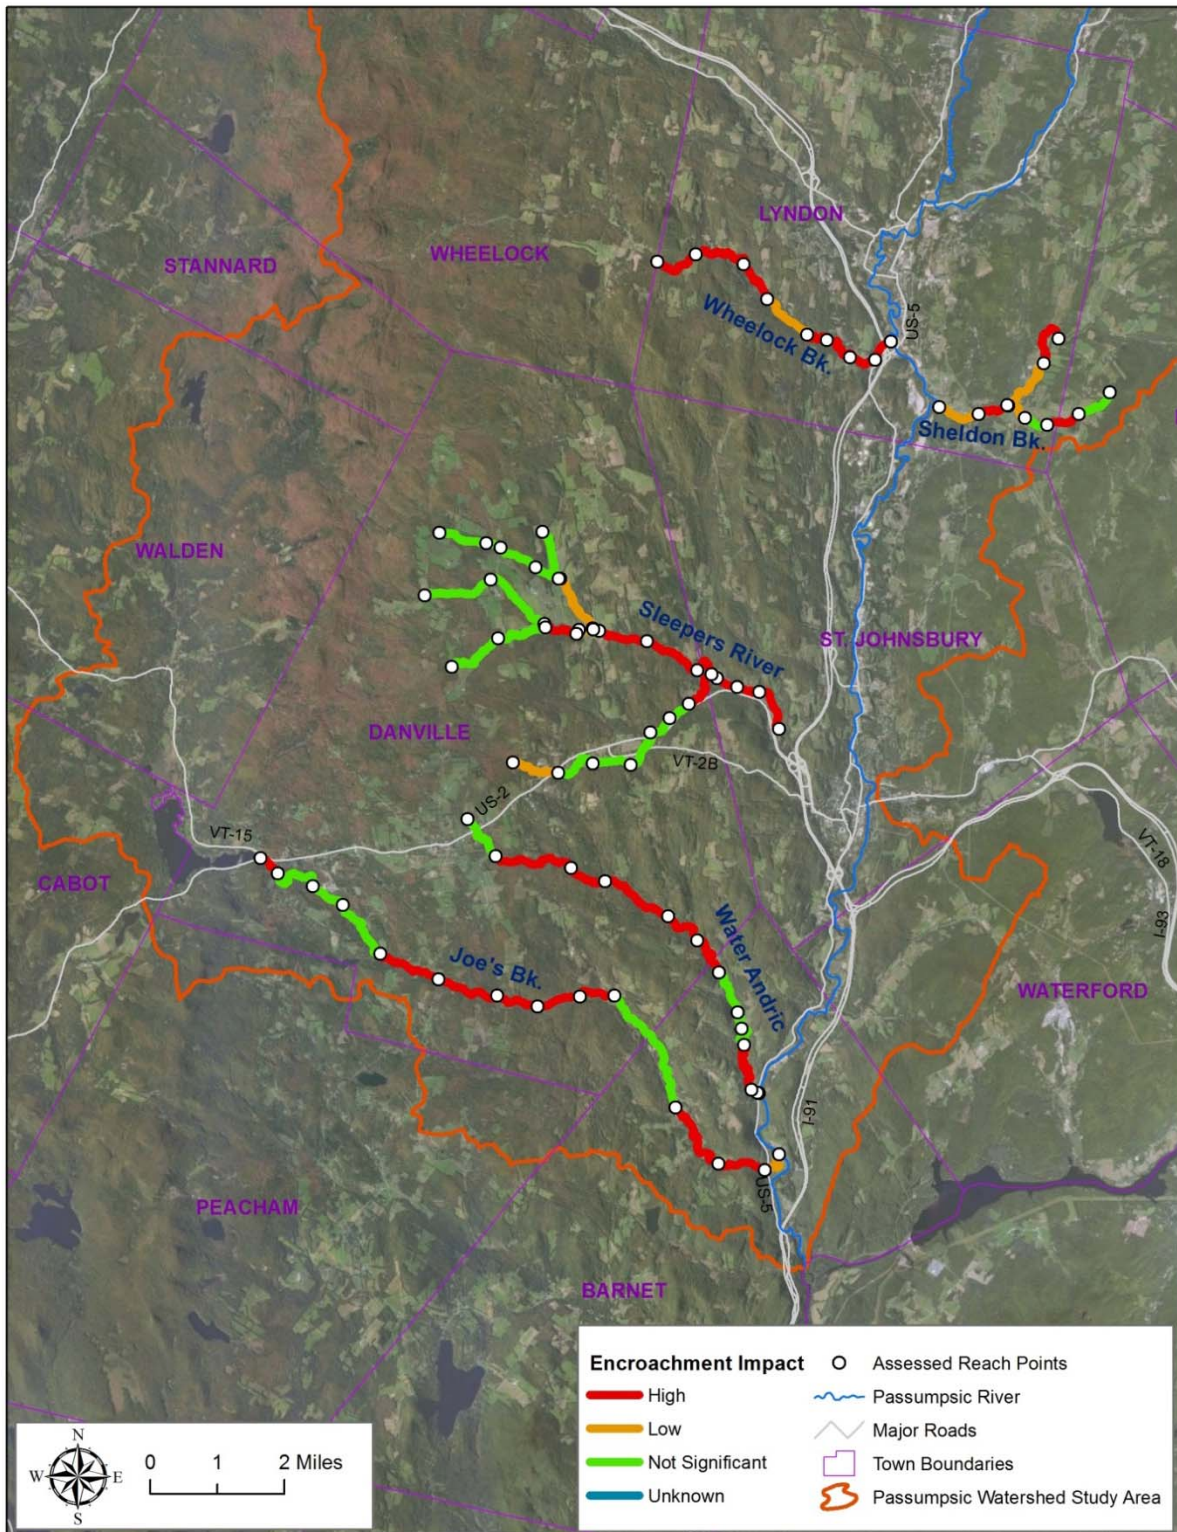 LYNDON
WHEELOCK
STANNARD
Wheelock Bk.
US-5
Sheldon Bk.
WALDEN
Sleepers River
ST. JOHNSBURY
DANVILLE
VT-2B
US-2
VT-15
VT-18
CABOT
I-93
Water Andric
Joe's Bk.
WATERFORD
I-91
US-5
PEACHAM
BARNET
Encroachment Impact
High
Low
Not Significant
Unknown
Assessed Reach Points
Passumpsic River
Major Roads
Town Boundaries
Passumpsic Watershed Study Area
N
W E
S
0 1 2 Miles